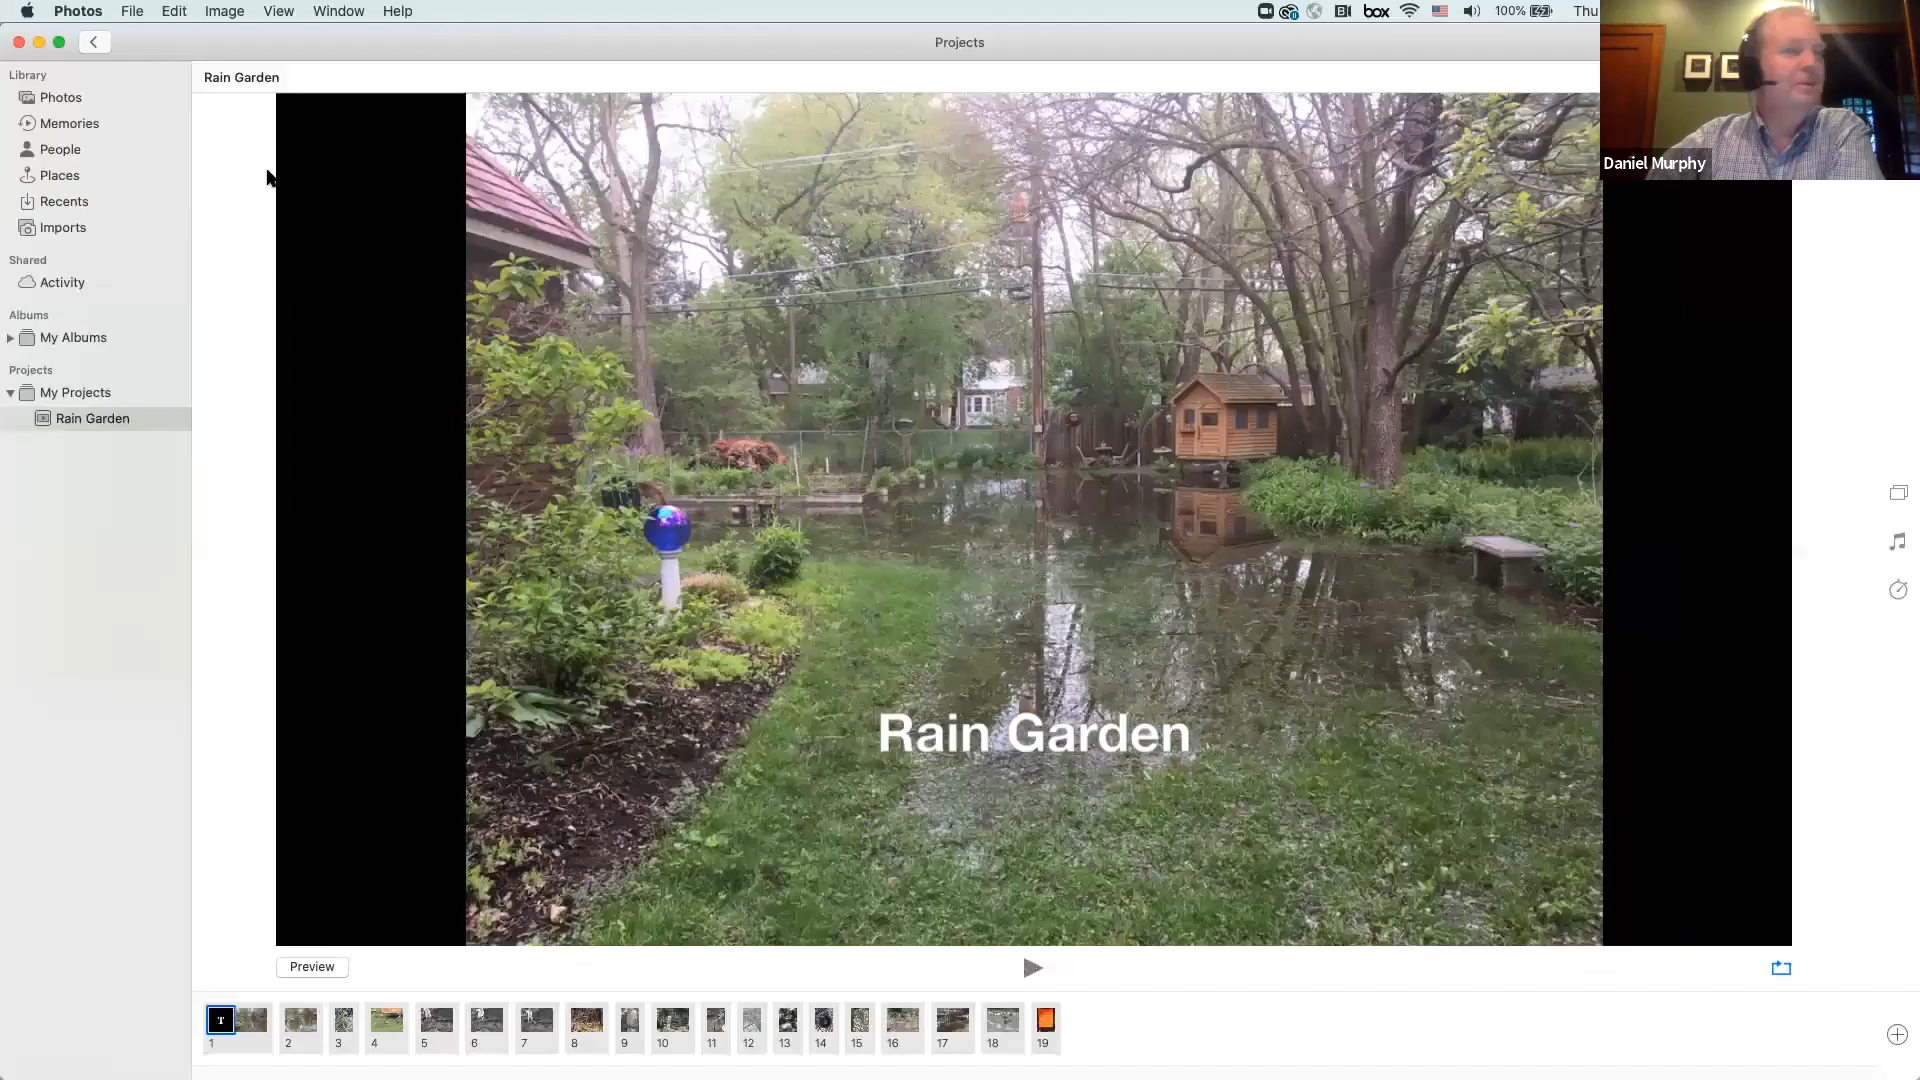 Photos File Edit Image View Window Help box 100% Thu
Projects
Library
Photos
Memories
People
Places
Recents
Imports
Shared
Activity
Albums
My Albums
Projects
My Projects
Rain Garden
Rain Garden
Rain Garden
Daniel Murphy
Preview
T
1 2 3 4 5 6 7 8 9 10 11 12 13 14 15 16 17 18 19